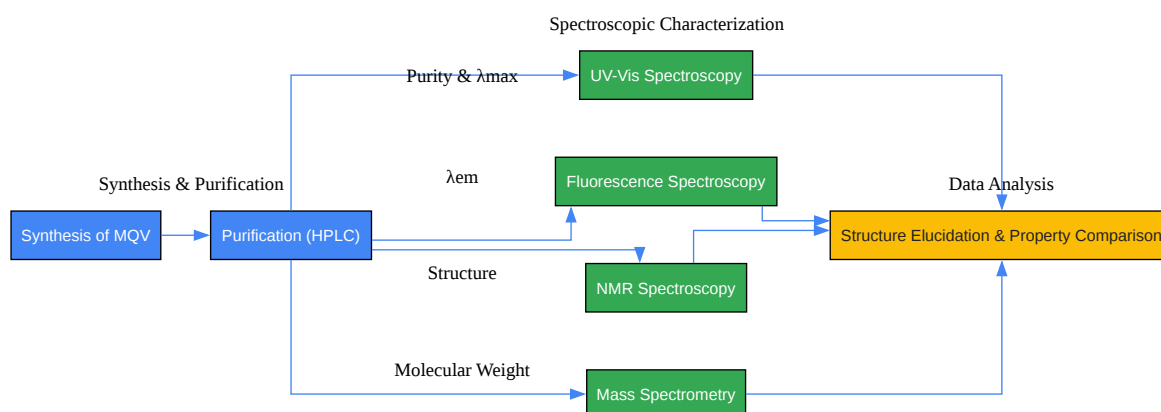 Spectroscopic Characterization
Purity & λmax
UV-Vis Spectroscopy
Synthesis & Purification
λem
Fluorescence Spectroscopy
Data Analysis
Synthesis of MQV
Purification (HPLC)
Structure Elucidation & Property Comparison
Structure
NMR Spectroscopy
Molecular Weight
Mass Spectrometry